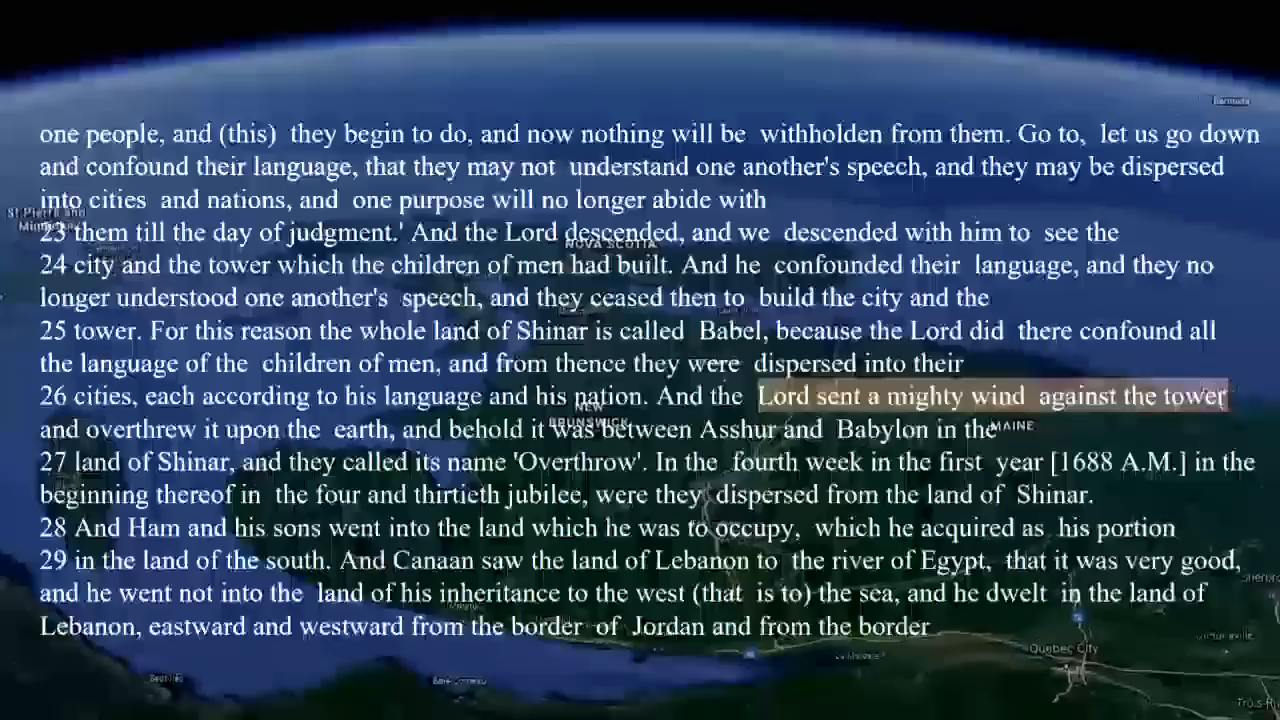 Bermuda
one people, and (this) they begin to do, and now nothing will be withholden from them. Go to, let us go down
and confound their language, that they may not understand one another's speech, and they may be dispersed
into cities and nations, and one purpose will no longer abide with
St Pierre and
23 them till the day of judgment.' And the Lord descended, and we descended with him to see the
NOVA SCOTIA
24 city and the tower which the children of men had built. And he confounded their language, and they no
longer understood one another's speech, and they ceased then to build the city and the
25 tower. For this reason the whole land of Shinar is called Babel, because the Lord did there confound all
the language of the children of men, and from thence they were dispersed into their
26 cities, each according to his language and his nation. And the Lord sent a mighty wind against the tower
NEW
BRUNSWICK
MAINE
and overthrew it upon the earth, and behold it was between Asshur and Babylon in the
27 land of Shinar, and they called its name 'Overthrow'. In the fourth week in the first year [1688 A.M.] in the
beginning thereof in the four and thirtieth jubilee, were they dispersed from the land of Shinar.
28 And Ham and his sons went into the land which he was to occupy, which he acquired as his portion
29 in the land of the south. And Canaan saw the land of Lebanon to the river of Egypt, that it was very good,
and he went not into the land of his inheritance to the west (that is to) the sea, and he dwelt in the land of
Lebanon, eastward and westward from the border of Jordan and from the border
Quebec City
Baie-Comeau
Sept-Îles